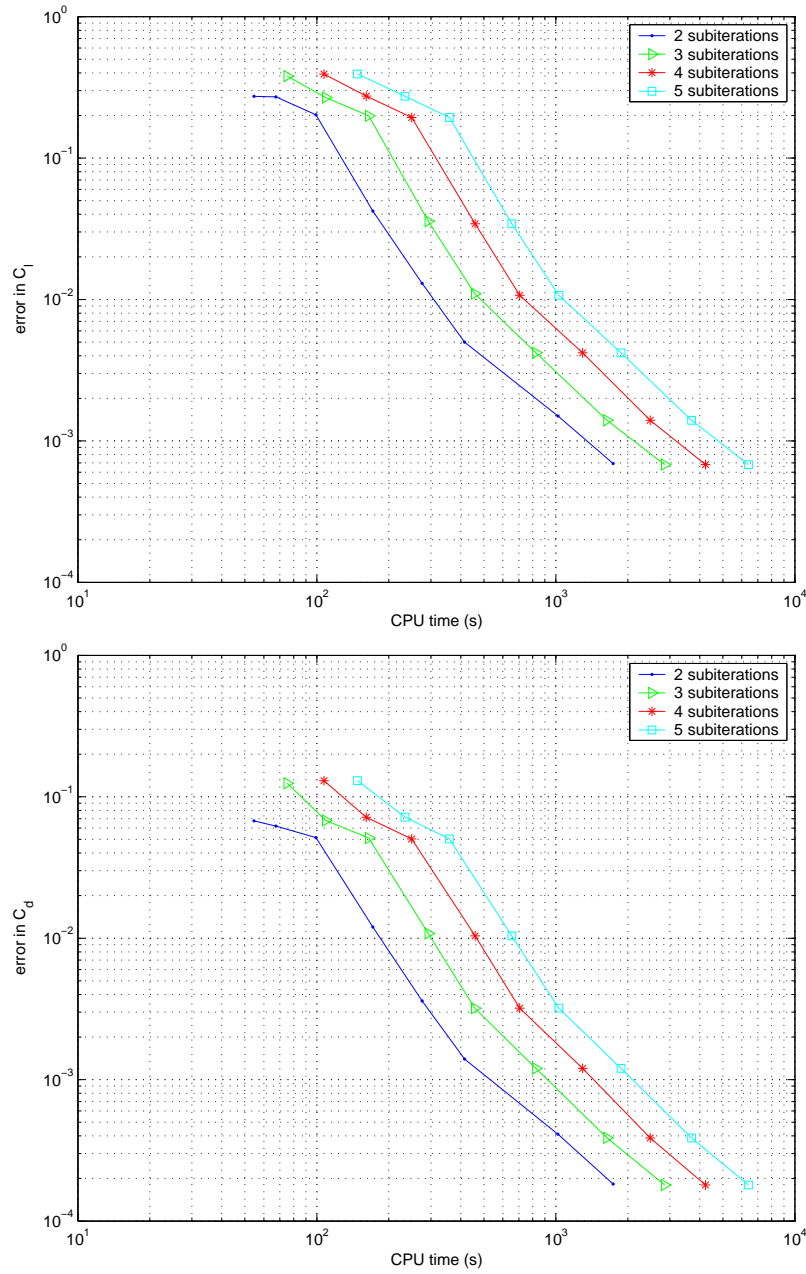 10^0
10^-1
10^-2
10^-3
10^-4
error in C_l
10^1
10^2
10^3
10^4
CPU time (s)
2 subiterations
3 subiterations
4 subiterations
5 subiterations
10^0
10^-1
10^-2
10^-3
10^-4
error in C_d
10^1
10^2
10^3
10^4
CPU time (s)
2 subiterations
3 subiterations
4 subiterations
5 subiterations